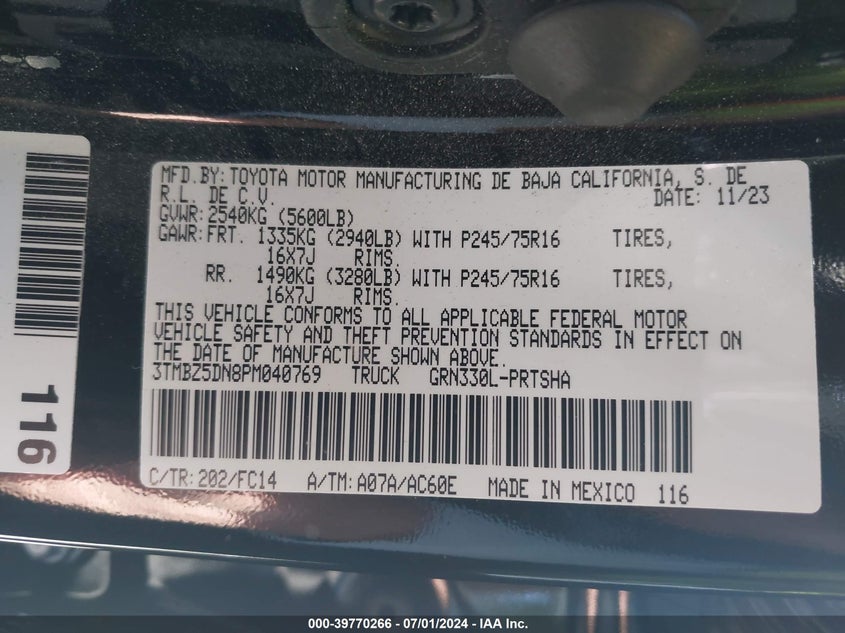 MFD.BY: TOYOTA MOTOR MANUFACTURING DE BAJA CALIFORNIA, S. DE
R.L. DE C.V. DATE: 11/23
GVWR: 2540KG (5600LB)
GAWR: FRT. 1335KG (2940LB) WITH P245/75R16 TIRES,
16X7J RIMS.
RR. 1490KG (3280LB) WITH P245/75R16 TIRES,
16X7J RIMS.
THIS VEHICLE CONFORMS TO ALL APPLICABLE FEDERAL MOTOR
VEHICLE SAFETY AND THEFT PREVENTION STANDARDS IN EFFECT ON
THE DATE OF MANUFACTURE SHOWN ABOVE.
3TMBZ5DN8PM040769 TRUCK GRN330L-PRTSHA
C/TR: 202/FC14 A/TM: A07A/AC60E MADE IN MEXICO 116
116
000-39770266 - 07/01/2024 - IAA Inc.